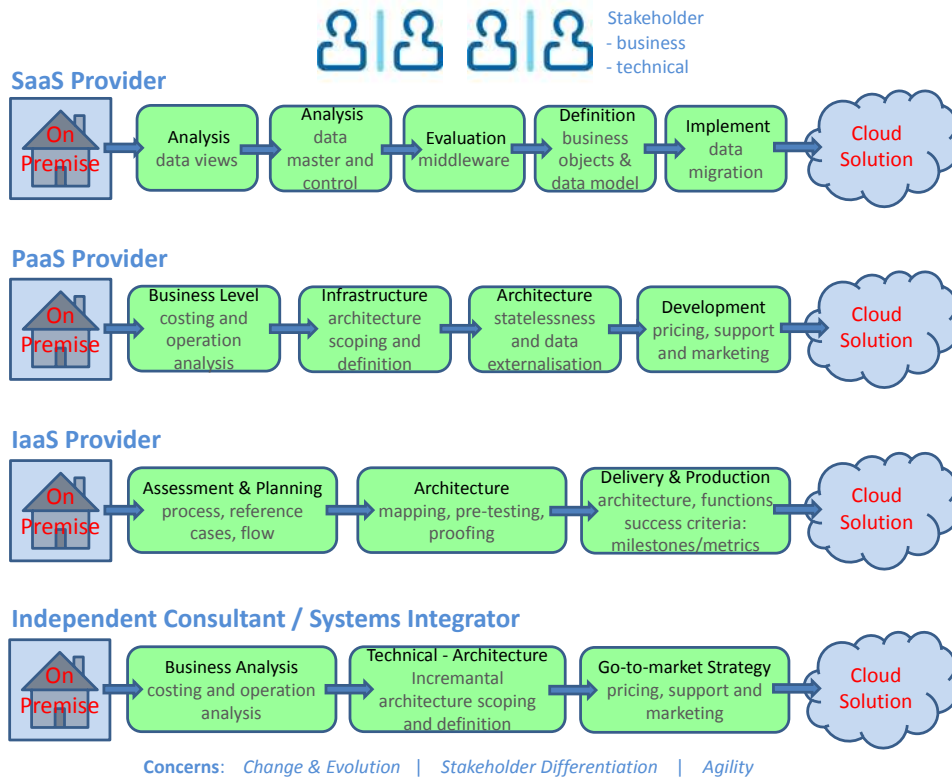 Stakeholder
- business
- technical
SaaS Provider
On
Premise
Analysis
data views
Analysis
data
master and
control
Evaluation
middleware
Definition
business
objects &
data model
Implement
data
migration
Cloud
Solution
PaaS Provider
On
Premise
Business Level
costing and
operation
analysis
Infrastructure
architecture
scoping and
definition
Architecture
statelessness
and data
externalisation
Development
pricing, support
and marketing
Cloud
Solution
IaaS Provider
On
Premise
Assessment & Planning
process, reference
cases, flow
Architecture
mapping, pre-testing,
proofing
Delivery & Production
architecture, functions
success criteria:
milestones/metrics
Cloud
Solution
Independent Consultant / Systems Integrator
On
Premise
Business Analysis
costing and operation
analysis
Technical - Architecture
Incremantal
architecture scoping
and definition
Go-to-market Strategy
pricing, support and
marketing
Cloud
Solution
Concerns: Change & Evolution | Stakeholder Differentiation | Agility